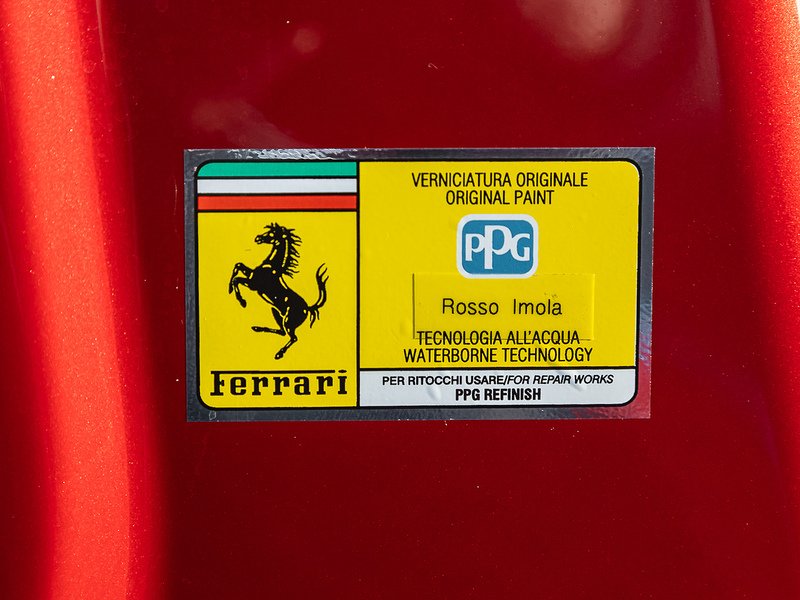 Ferrari
VERNICIATURA ORIGINALE
ORIGINAL PAINT
PPG
Rosso Imola
TECNOLOGIA ALL'ACQUA
WATERBORNE TECHNOLOGY
PER RITOCCHI USARE/FOR REPAIR WORKS
PPG REFINISH